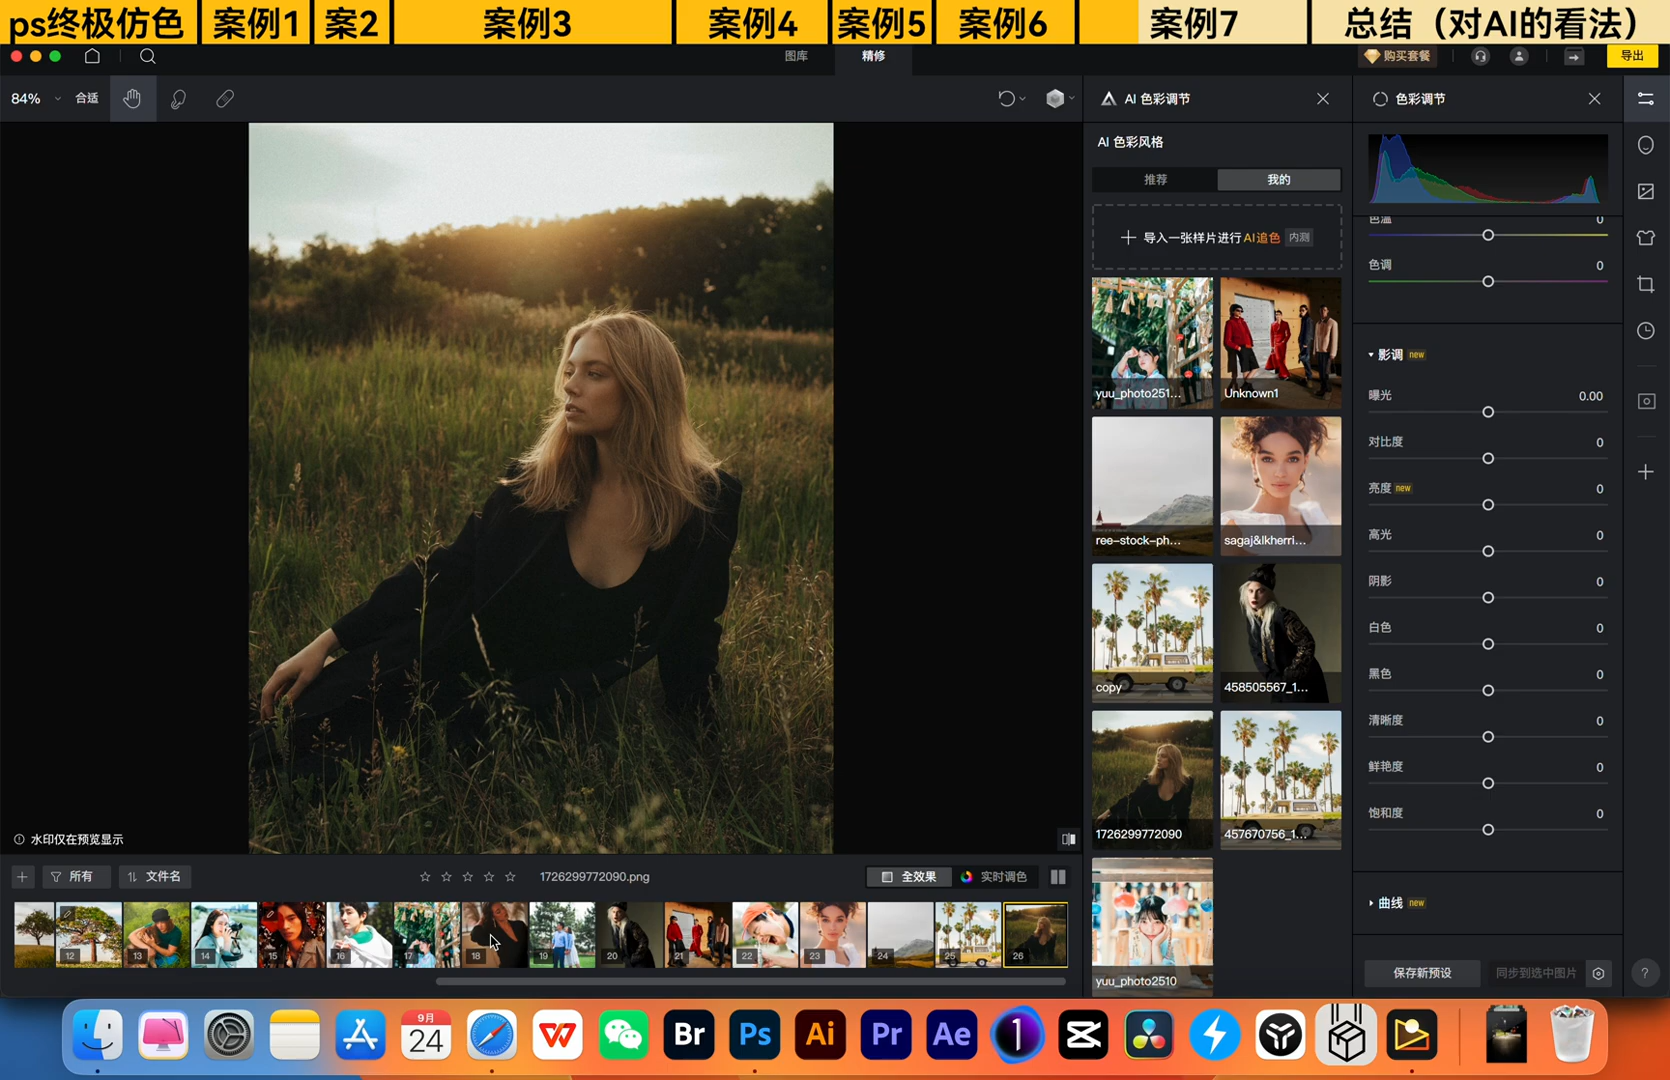 ps终极仿色
案例1
案2
案例3
案例4
案例5
案例6
案例7
总结（对AI的看法）
图库
精修
购买套餐
导出
84%
合适
AI 色彩调节
色彩调节
AI 色彩风格
推荐
我的
导入一张样片进行AI追色 内测
yuu_photo251...
Unknown1
ree-stock-ph...
sagaj&lkherri...
copy
458505567_1...
1726299772090
457670756_1...
yuu_photo2510
色温 0
色调 0
影调 new
曝光 0.00
对比度 0
亮度 new 0
高光 0
阴影 0
白色 0
黑色 0
清晰度 0
鲜艳度 0
饱和度 0
曲线 new
保存新预设
同步到选中图片
?
水印仅在预览显示
所有
文件名
1726299772090.png
全效果
实时调色
12
13
14
15
16
17
18
19
20
21
22
23
24
25
26
9月
24
Br
Ps
Ai
Pr
Ae
1